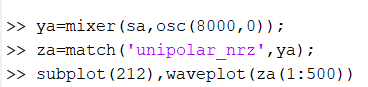 >> ya=mixer(sa,osc(8000,0));
>> za=match('unipolar_nrz',ya);
>> subplot(212),waveplot(za(1:500))